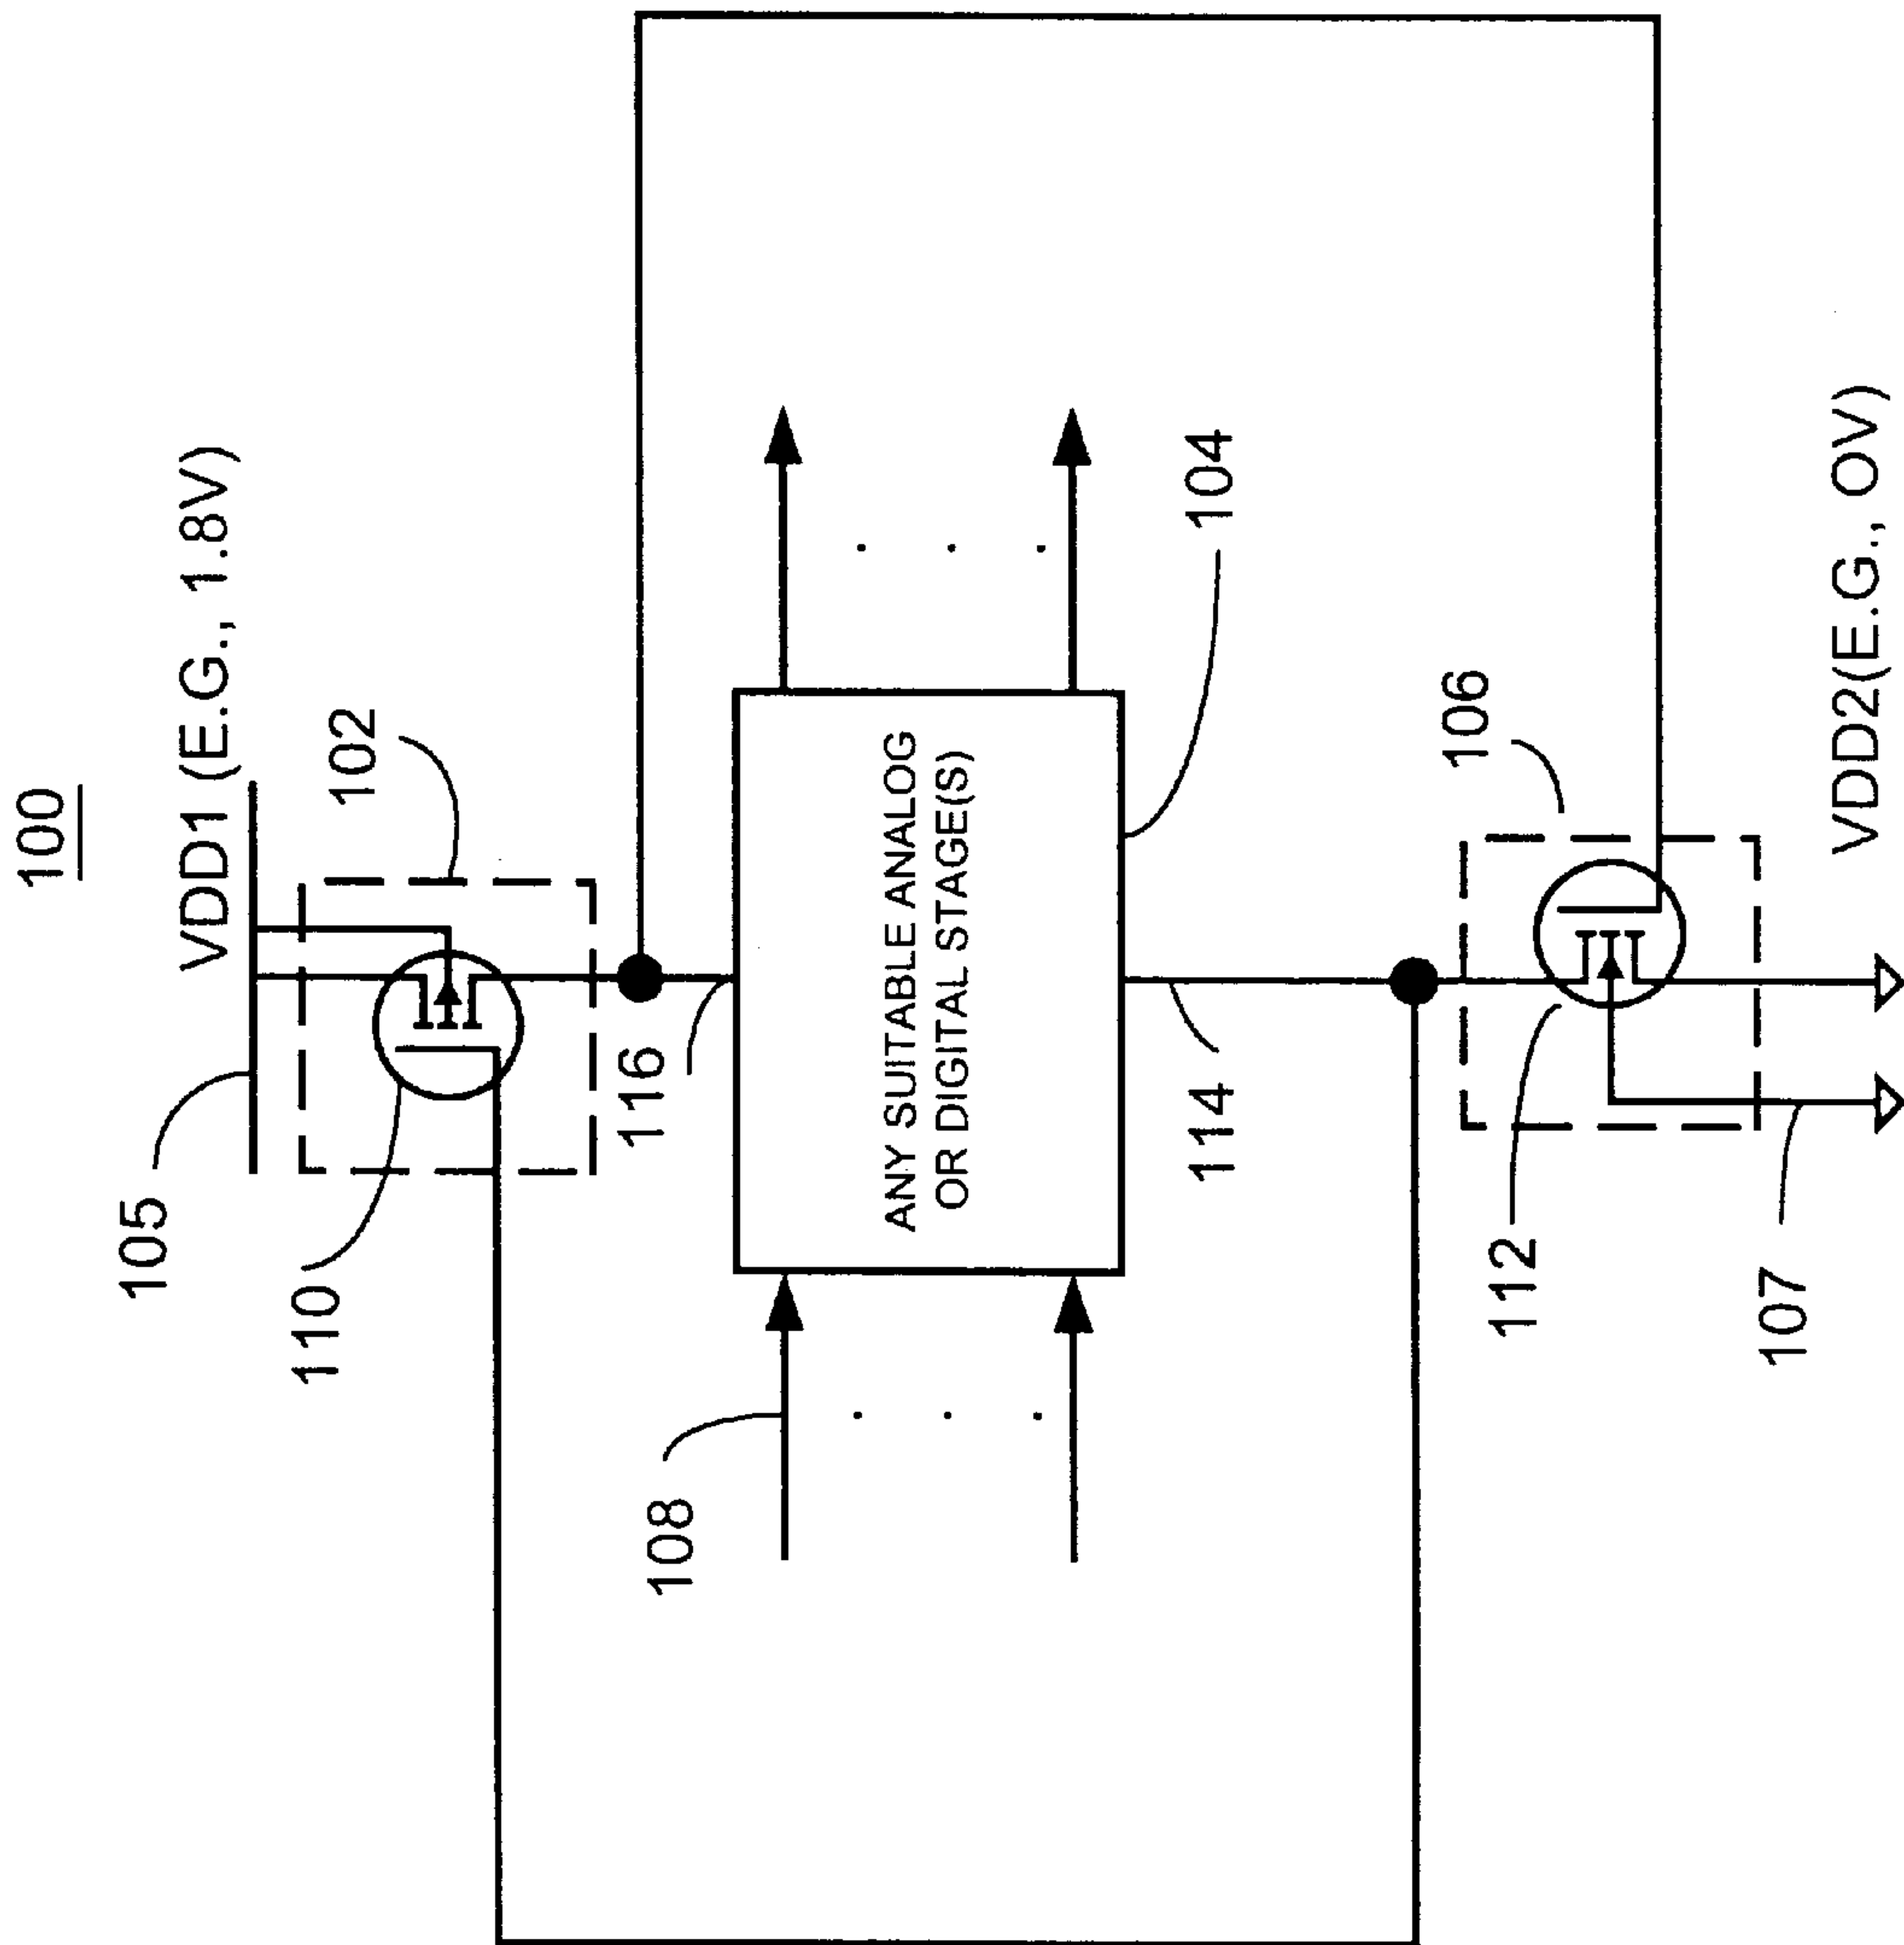 100
VDD1 (E.G., 1.8V)
105
102
110
116
ANY SUITABLE ANALOG
OR DIGITAL STAGE(S)
108
104
114
106
112
107
VDD2(E.G., OV)